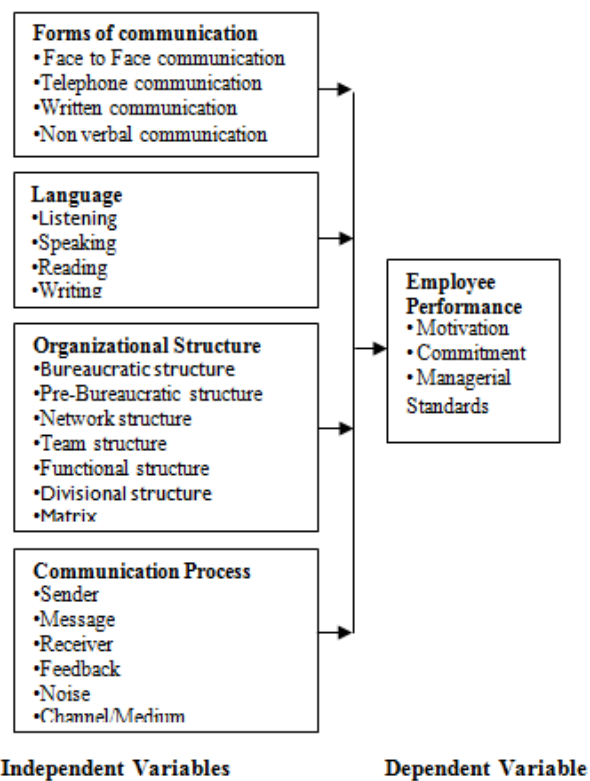 Forms of communication
•Face to Face communication
•Telephone communication
•Written communication
•Non verbal communication
Language
•Listening
•Speaking
•Reading
•Writing
Organizational Structure
•Bureaucratic structure
•Pre-Bureaucratic structure
•Network structure
•Team structure
•Functional structure
•Divisional structure
•Matrix
Communication Process
•Sender
•Message
•Receiver
•Feedback
•Noise
•Channel/Medium
Employee
Performance
• Motivation
• Commitment
• Managerial
Standards
Independent Variables
Dependent Variable